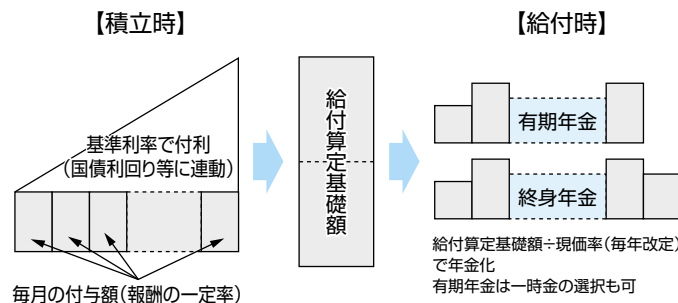 【積立時】
【給付時】
基準利率で付利
（国債利回り等に連動）
毎月の付与額（報酬の一定率）
給付算定基礎額
有期年金
終身年金
給付算定基礎額÷現価率（毎年改定）
で年金化
有期年金は一時金の選択も可